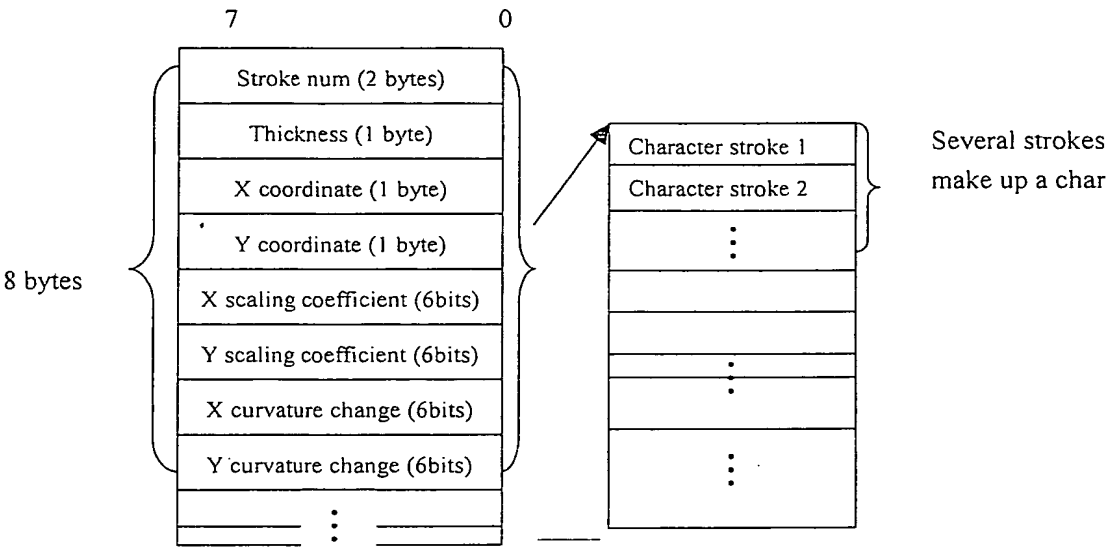 7 0
Stroke num (2 bytes)
Thickness (1 byte)
X coordinate (1 byte)
Y coordinate (1 byte)
X scaling coefficient (6bits)
Y scaling coefficient (6bits)
X curvature change (6bits)
Y curvature change (6bits)
8 bytes
Character stroke 1
Character stroke 2
Several strokes
make up a char